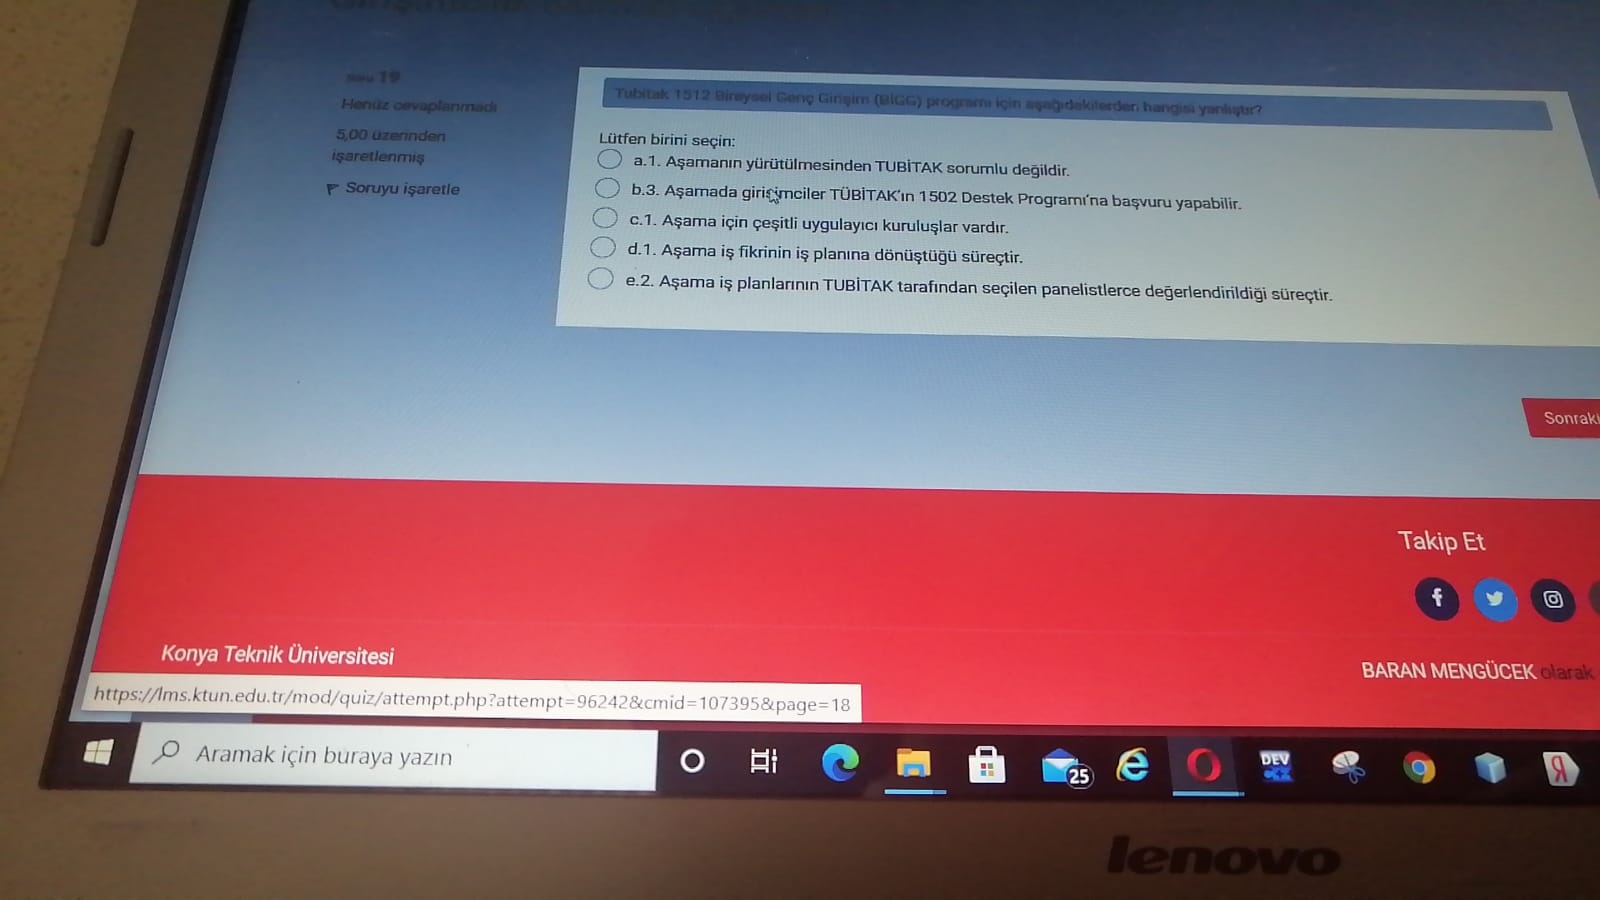 Soru 19
Henüz cevaplanmadı
5,00 üzerinden
işaretlenmiş
Soruyu işaretle
Tubitak 1512 Bireysel Genç Girişim (BİGG) programı için aşağıdakilerden hangisi yanlıştır?
Lütfen birini seçin:
a.1. Aşamanın yürütülmesinden TUBİTAK sorumlu değildir.
b.3. Aşamada girişimciler TÜBİTAK'ın 1502 Destek Programı'na başvuru yapabilir.
c.1. Aşama için çeşitli uygulayıcı kuruluşlar vardır.
d.1. Aşama iş fikrinin iş planına dönüştüğü süreçtir.
e.2. Aşama iş planlarının TUBİTAK tarafından seçilen panelistlerce değerlendirildiği süreçtir.
Sonraki
Takip Et
Konya Teknik Üniversitesi
BARAN MENGÜCEK olarak
https://lms.ktun.edu.tr/mod/quiz/attempt.php?attempt=96242&cmid=107395&page=18
Aramak için buraya yazın
25
DEV
C++
lenovo